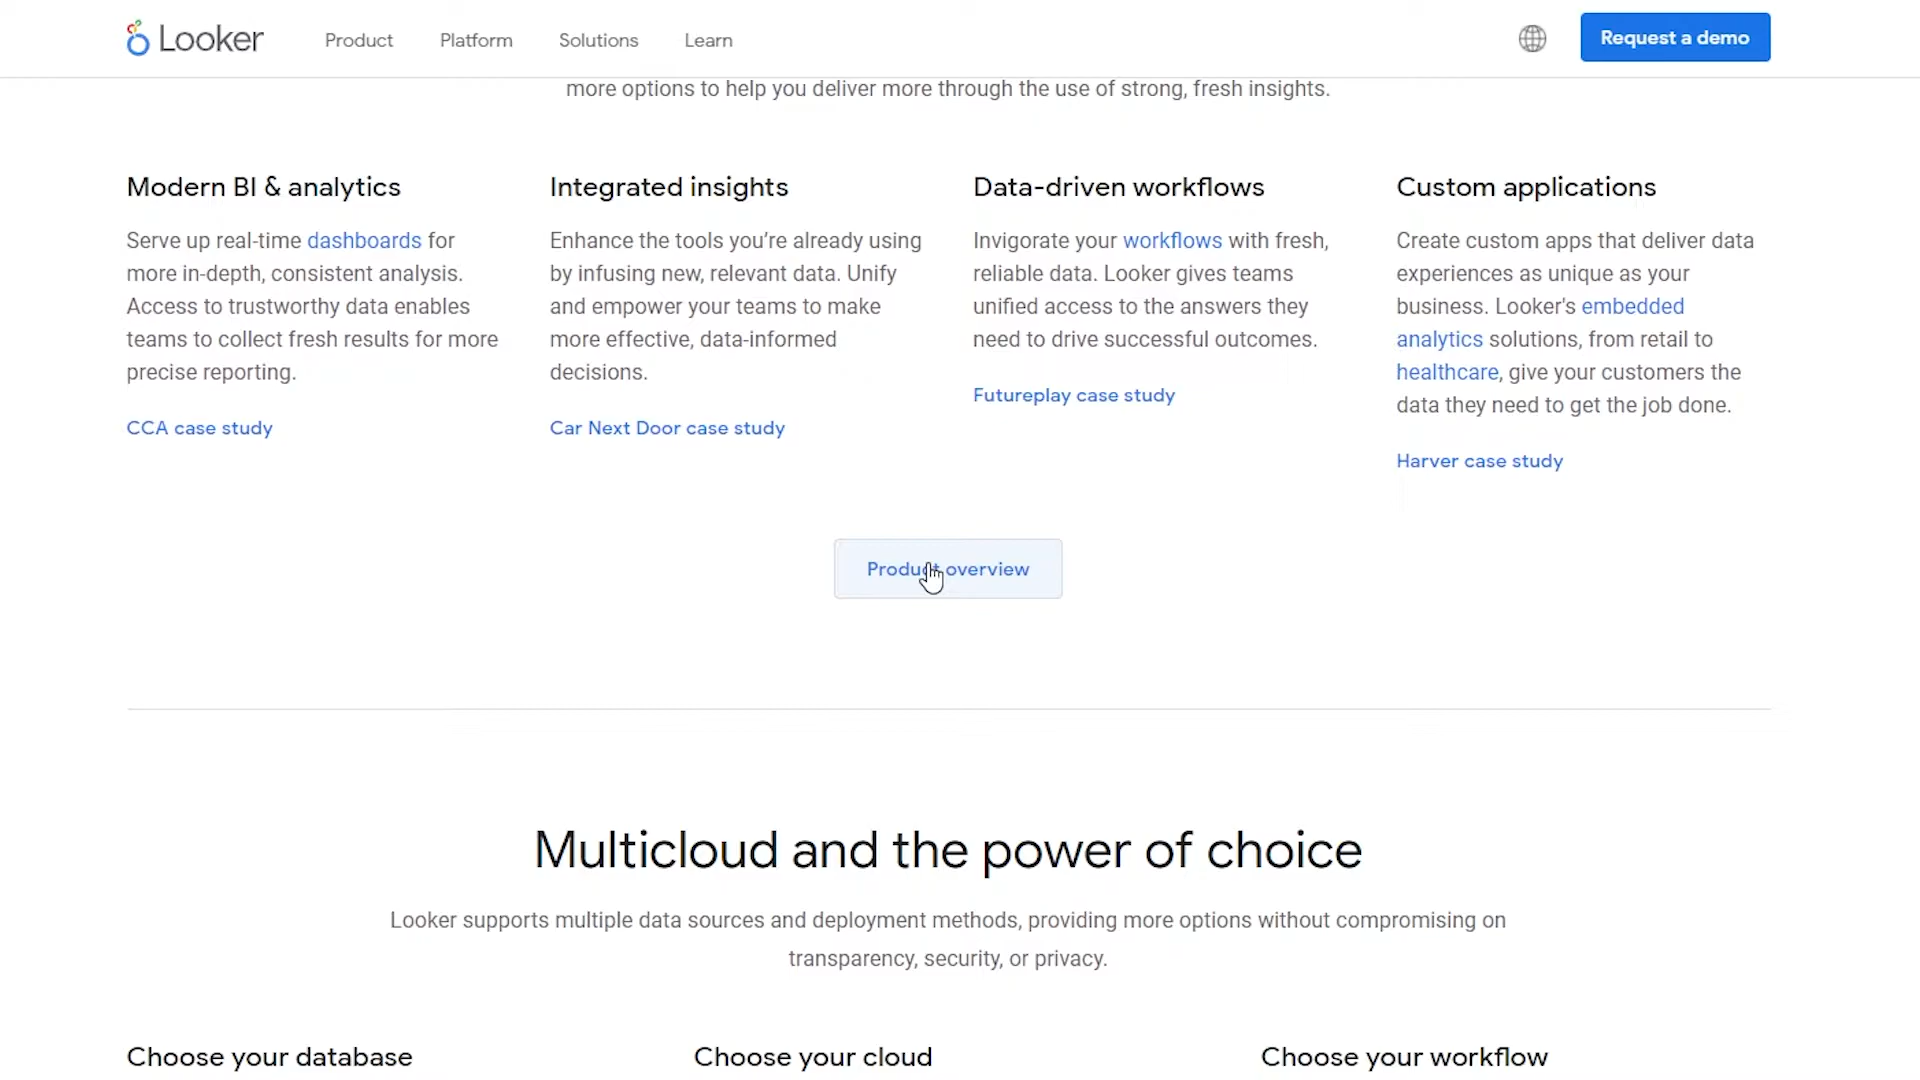 Looker Product Platform Solutions Learn Request a demo
more options to help you deliver more through the use of strong, fresh insights.
Modern BI & analytics
Serve up real-time dashboards for
more in-depth, consistent analysis.
Access to trustworthy data enables
teams to collect fresh results for more
precise reporting.
CCA case study
Integrated insights
Enhance the tools you’re already using
by infusing new, relevant data. Unify
and empower your teams to make
more effective, data-informed
decisions.
Car Next Door case study
Data-driven workflows
Invigorate your workflows with fresh,
reliable data. Looker gives teams
unified access to the answers they
need to drive successful outcomes.
Futureplay case study
Custom applications
Create custom apps that deliver data
experiences as unique as your
business. Looker's embedded
analytics solutions, from retail to
healthcare, give your customers the
data they need to get the job done.
Harver case study
Product overview
Multicloud and the power of choice
Looker supports multiple data sources and deployment methods, providing more options without compromising on
transparency, security, or privacy.
Choose your database
Choose your cloud
Choose your workflow